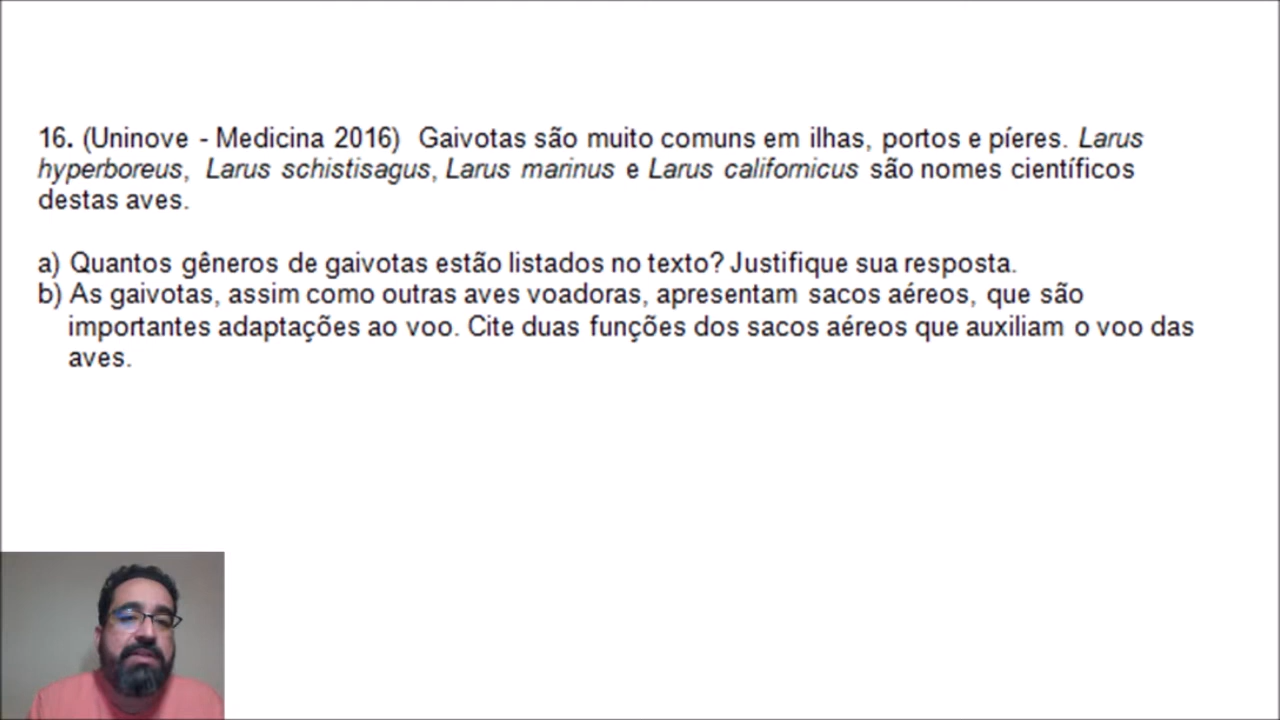 16. (Uninove - Medicina 2016) Gaivotas são muito comuns em ilhas, portos e píeres. Larus
hyperboreus, Larus schistisagus, Larus marinus e Larus californicus são nomes científicos
destas aves.
a) Quantos gêneros de gaivotas estão listados no texto? Justifique sua resposta.
b) As gaivotas, assim como outras aves voadoras, apresentam sacos aéreos, que são
importantes adaptações ao voo. Cite duas funções dos sacos aéreos que auxiliam o voo das
aves.